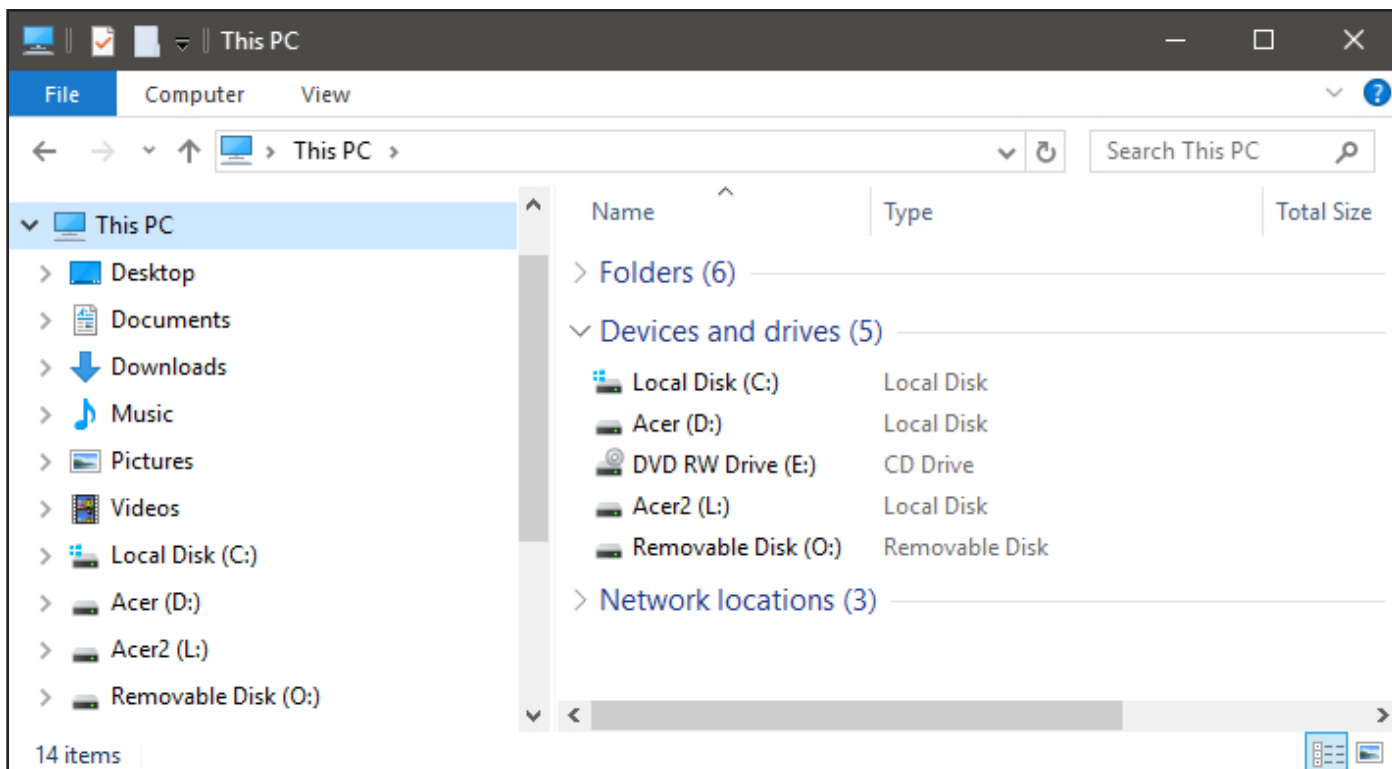 This PC
File Computer View
This PC
Search This PC
This PC
Desktop
Documents
Downloads
Music
Pictures
Videos
Local Disk (C:)
Acer (D:)
Acer2 (L:)
Removable Disk (O:)
Name Type Total Size
Folders (6)
Devices and drives (5)
Local Disk (C:) Local Disk
Acer (D:) Local Disk
DVD RW Drive (E:) CD Drive
Acer2 (L:) Local Disk
Removable Disk (O:) Removable Disk
Network locations (3)
14 items